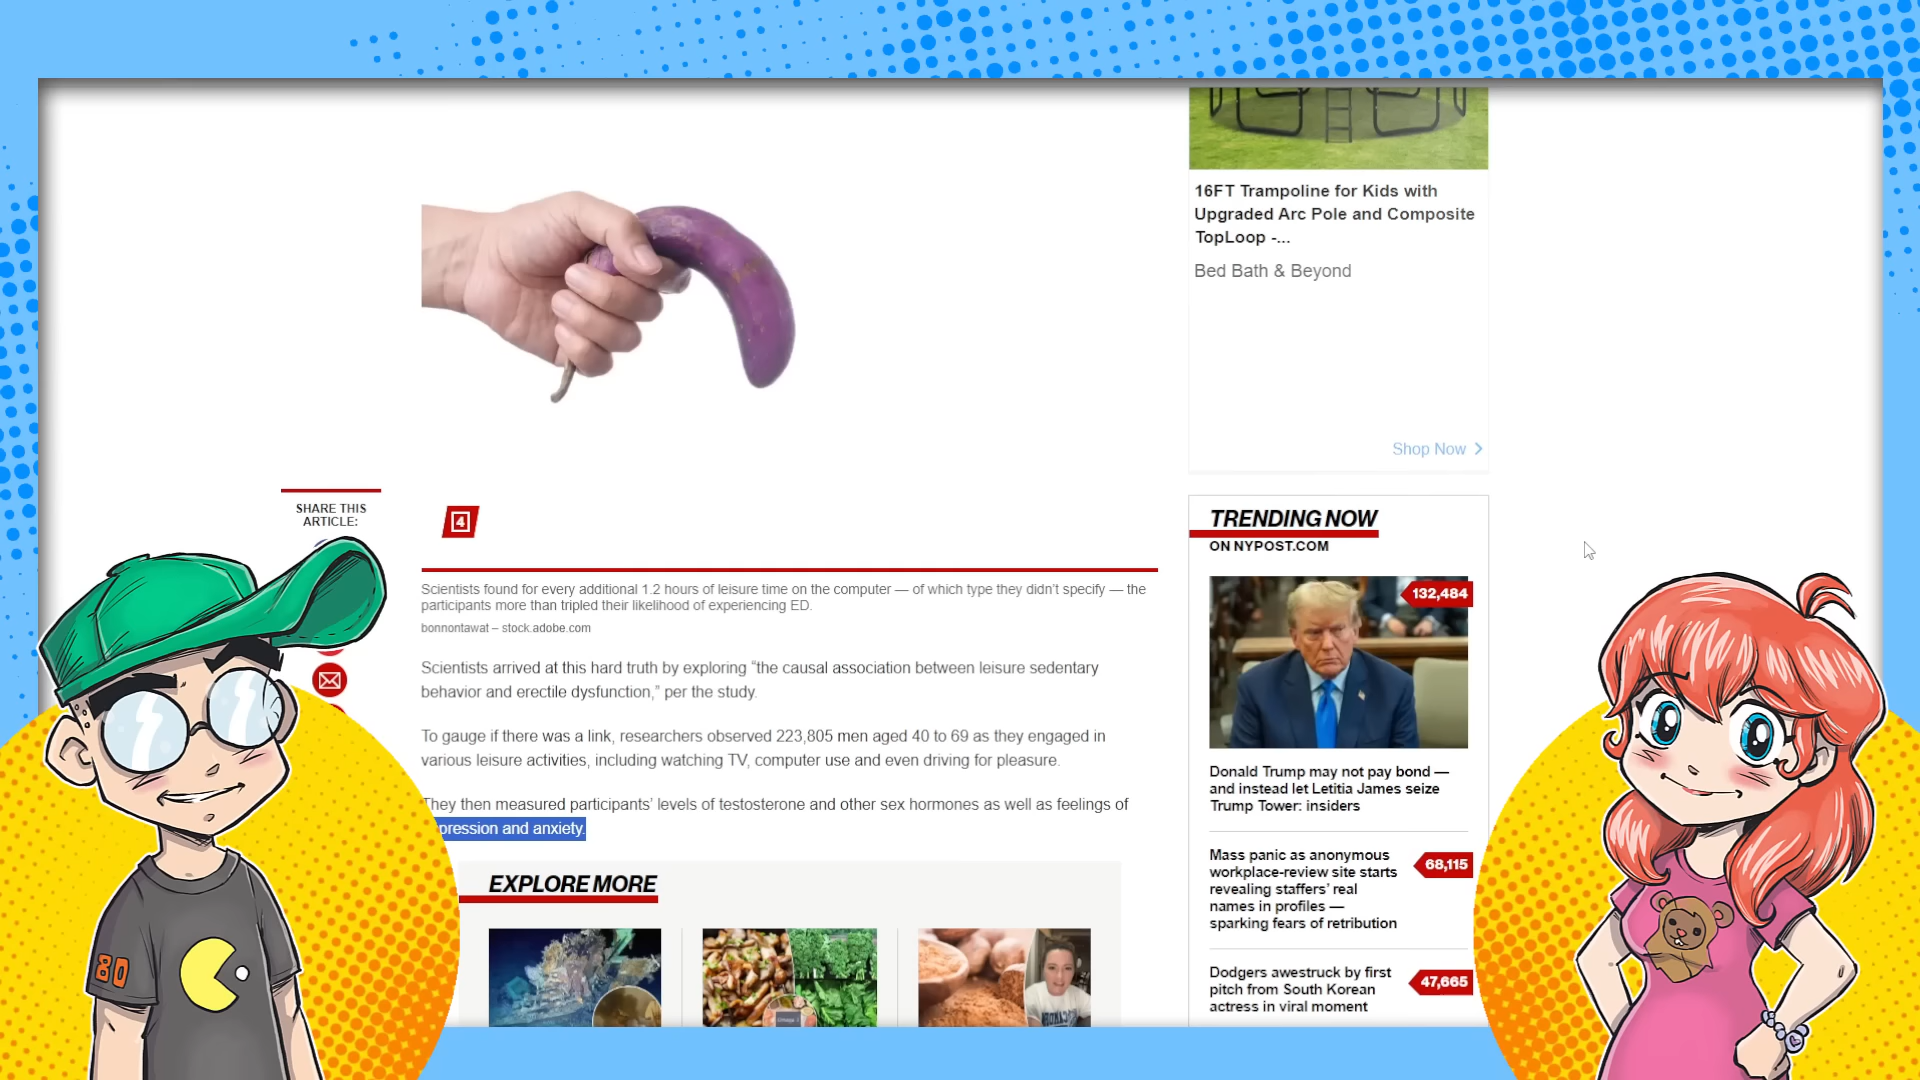 16FT Trampoline for Kids with
Upgraded Arc Pole and Composite
TopLoop -...
Bed Bath & Beyond
Shop Now
SHARE THIS
ARTICLE:
4
Scientists found for every additional 1.2 hours of leisure time on the computer — of which type they didn't specify — the
participants more than tripled their likelihood of experiencing ED.
bonnontawat – stock.adobe.com
Scientists arrived at this hard truth by exploring “the causal association between leisure sedentary
behavior and erectile dysfunction,” per the study.
To gauge if there was a link, researchers observed 223,805 men aged 40 to 69 as they engaged in
various leisure activities, including watching TV, computer use and even driving for pleasure.
They then measured participants’ levels of testosterone and other sex hormones as well as feelings of
pression and anxiety.
EXPLORE MORE
TRENDING NOW
ON NYPOST.COM
132,484
Donald Trump may not pay bond —
and instead let Letitia James seize
Trump Tower: insiders
Mass panic as anonymous
workplace-review site starts
revealing staffers’ real
names in profiles —
sparking fears of retribution
68,115
Dodgers awestruck by first
pitch from South Korean
actress in viral moment
47,665
80